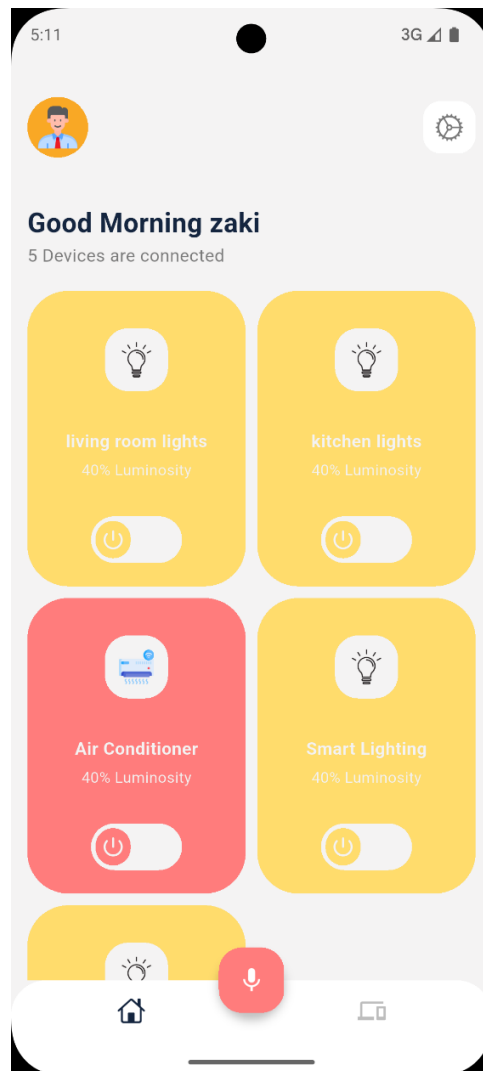 5:11 3G
Good Morning zaki
5 Devices are connected
living room lights
40% Luminosity
kitchen lights
40% Luminosity
Air Conditioner
40% Luminosity
Smart Lighting
40% Luminosity